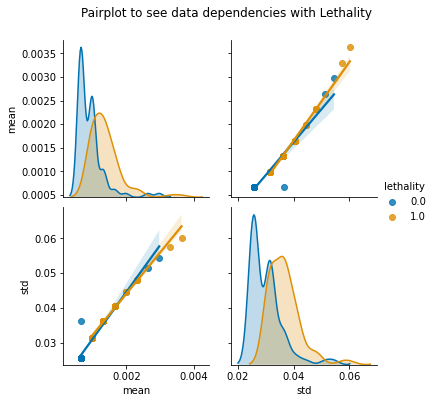 Pairplot to see data dependencies with Lethality
0.0035
0.0030
0.0025
0.0020
0.0015
0.0010
0.0005
mean
lethality
0.0
1.0
0.06
0.05
0.04
0.03
std
0.002 0.004
mean
0.02 0.04 0.06
std